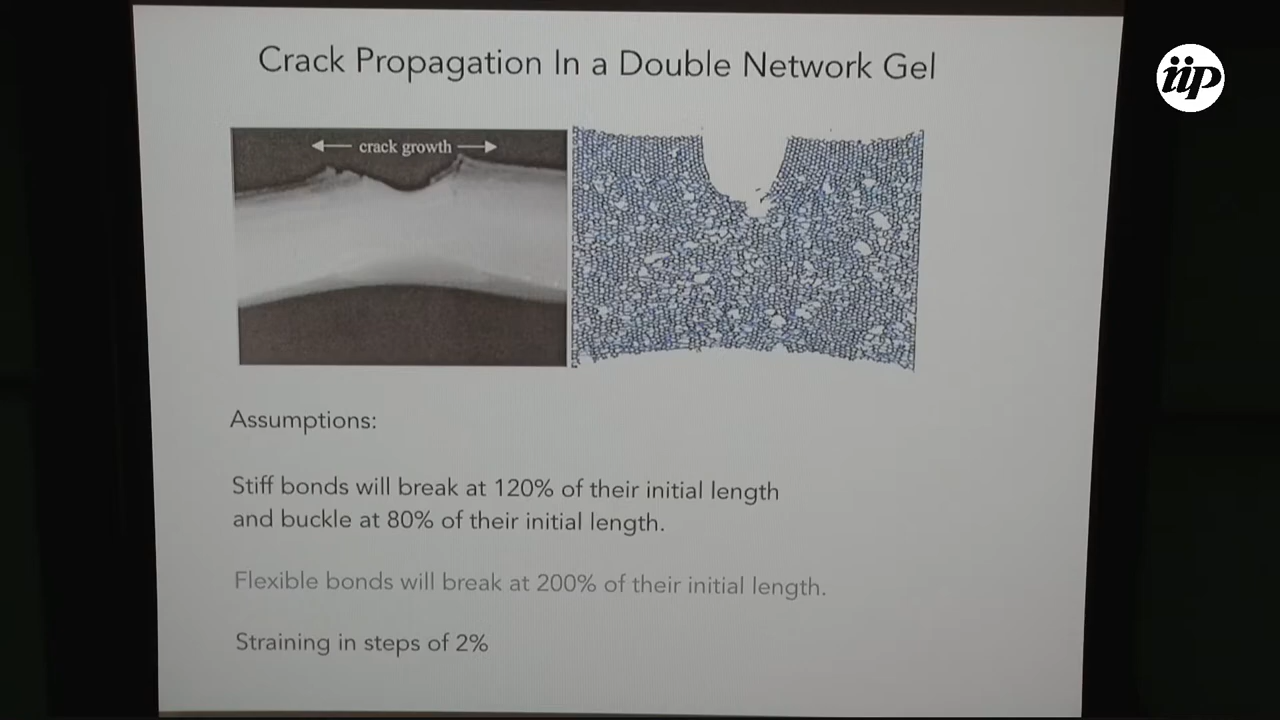 Crack Propagation In a Double Network Gel
iip
crack growth
Assumptions:
Stiff bonds will break at 120% of their initial length
and buckle at 80% of their initial length.
Flexible bonds will break at 200% of their initial length.
Straining in steps of 2%